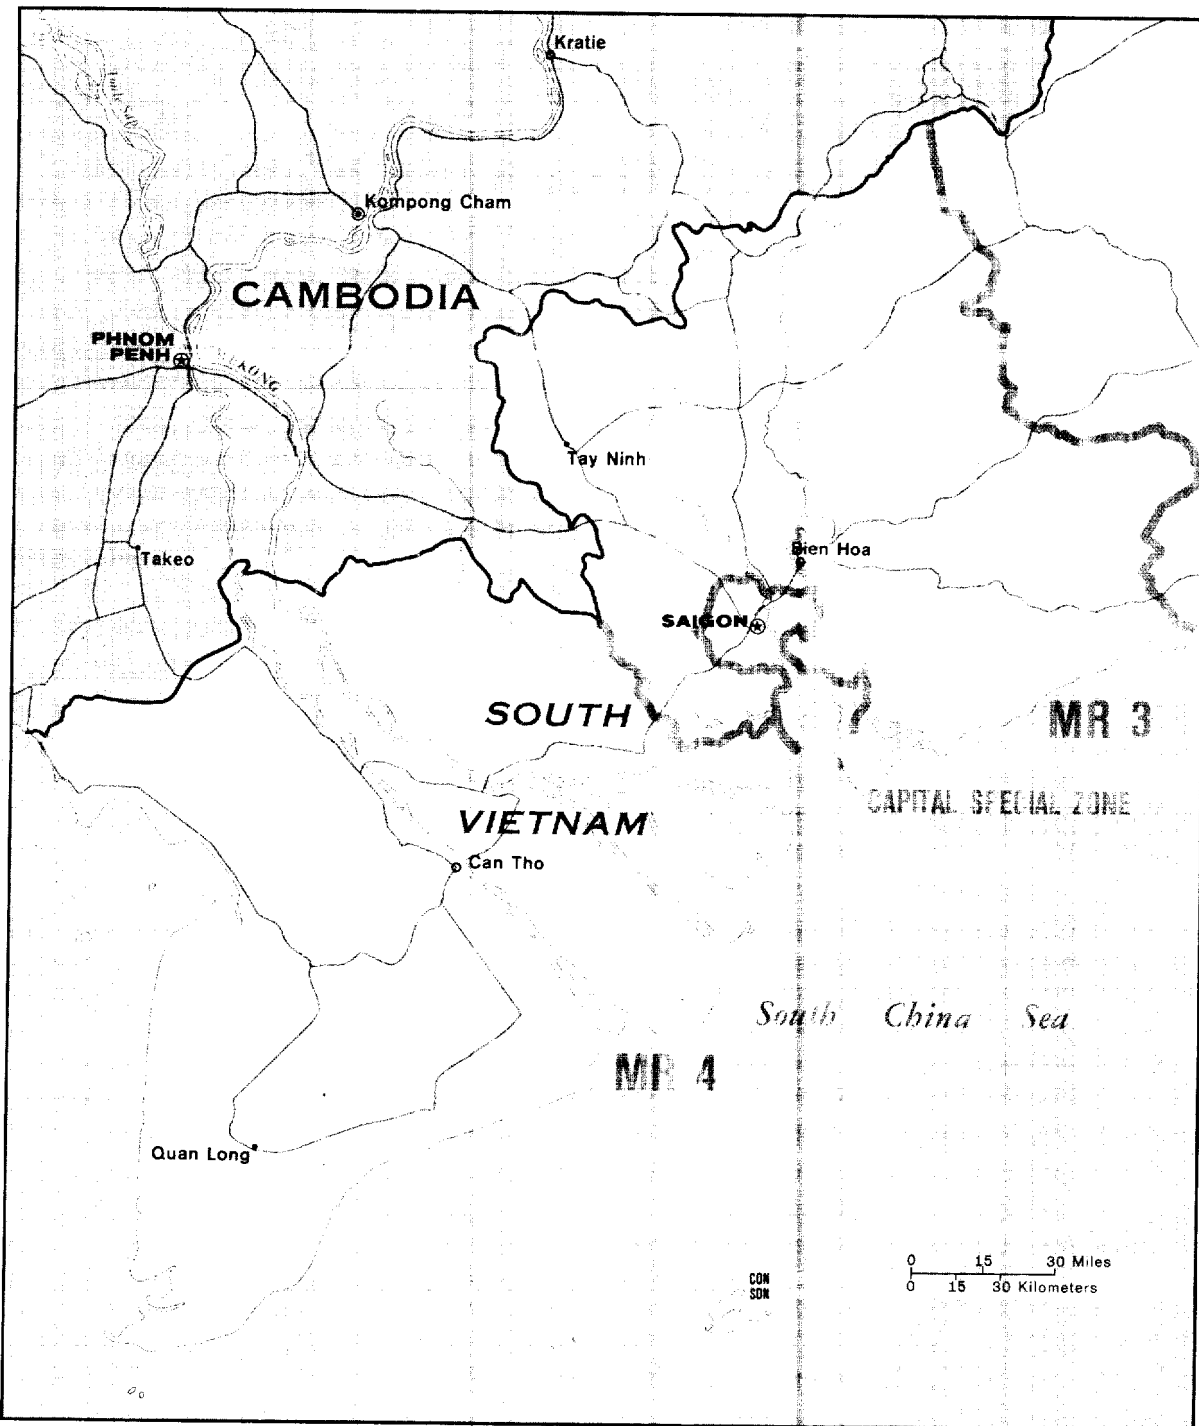 Kratie
Kompong Cham
CAMBODIA
PHNOM
PENH
Tay Ninh
Bien Hoa
Takeo
SAIGON
SOUTH
MR 3
CAPITAL SPECIAL ZONE
VIETNAM
Can Tho
South China Sea
MR 4
Quan Long
0 15 30 Miles
0 15 30 Kilometers
CON
SON